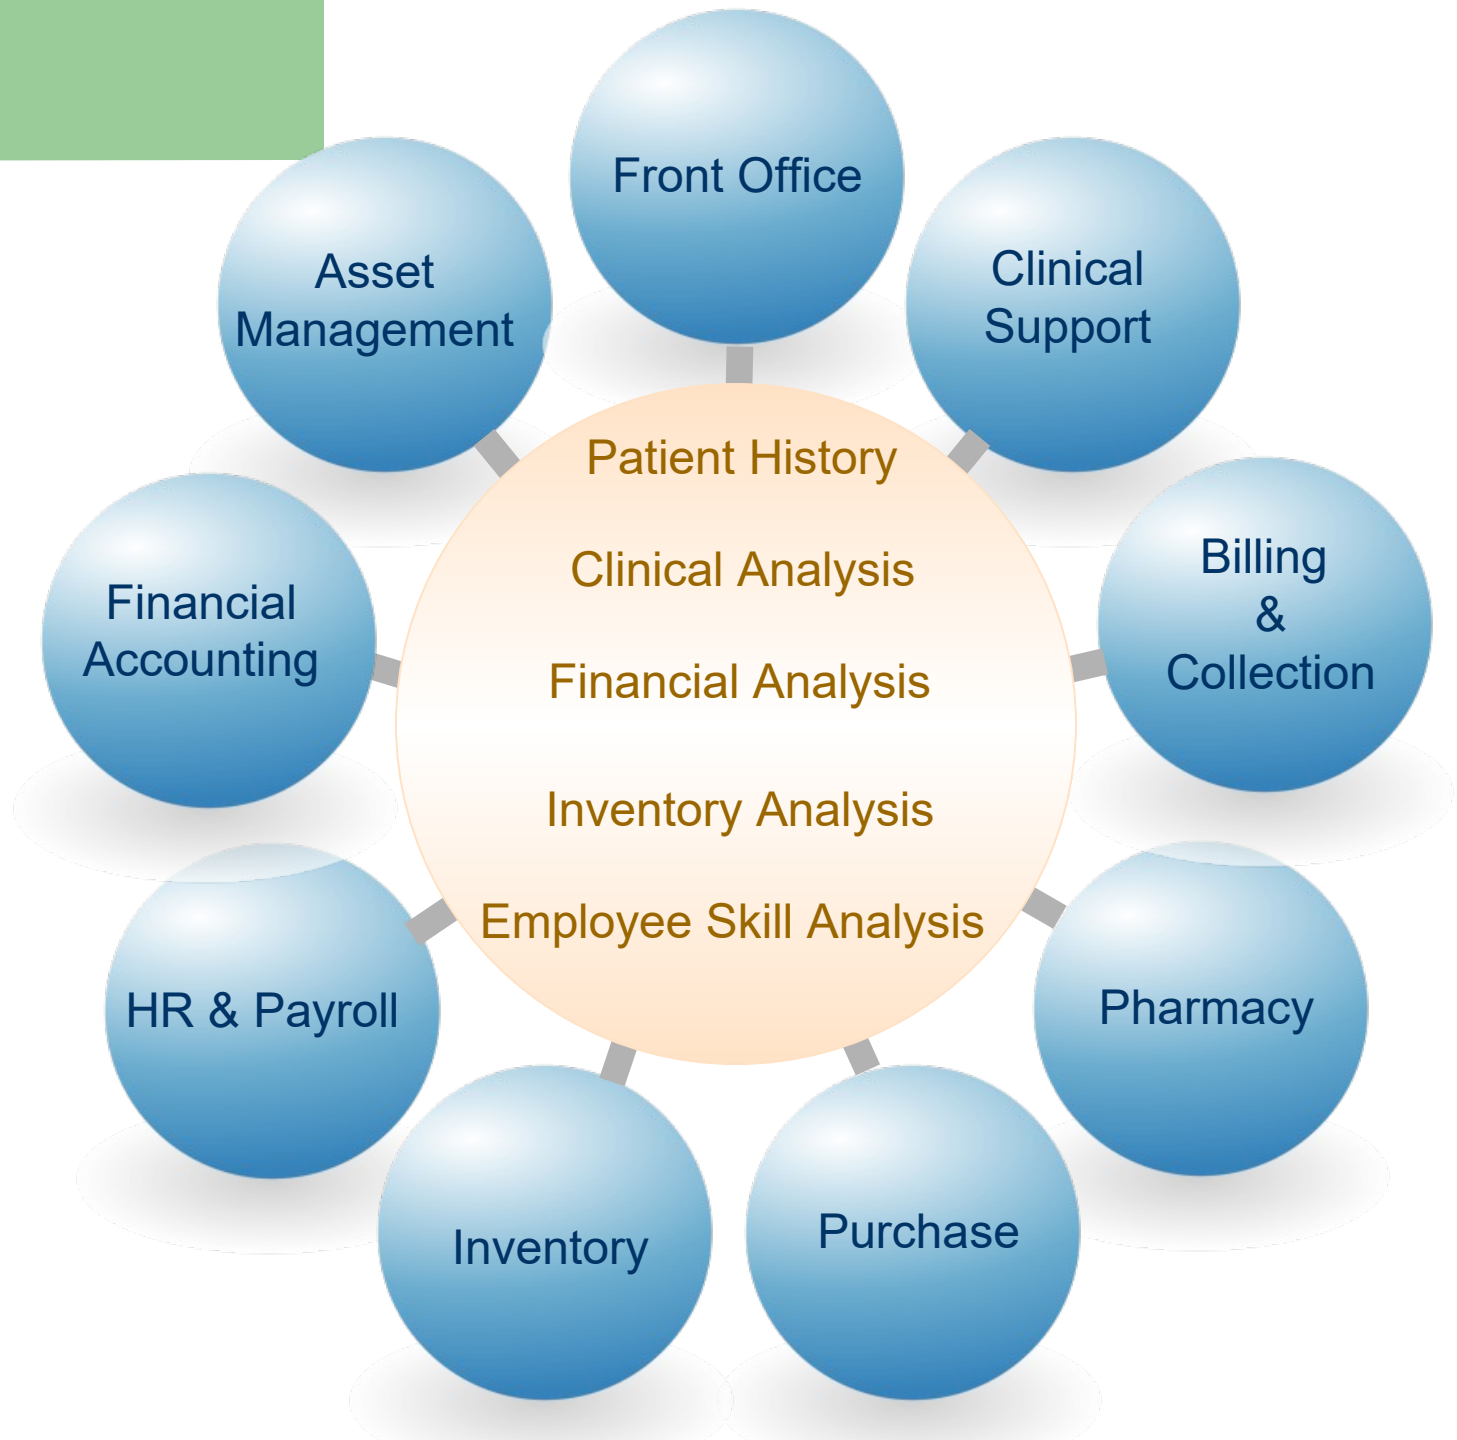 Front Office
Asset
Management
Clinical
Support
Patient History
Clinical Analysis
Financial Analysis
Inventory Analysis
Employee Skill Analysis
Billing
&
Collection
Financial
Accounting
HR & Payroll
Pharmacy
Inventory
Purchase